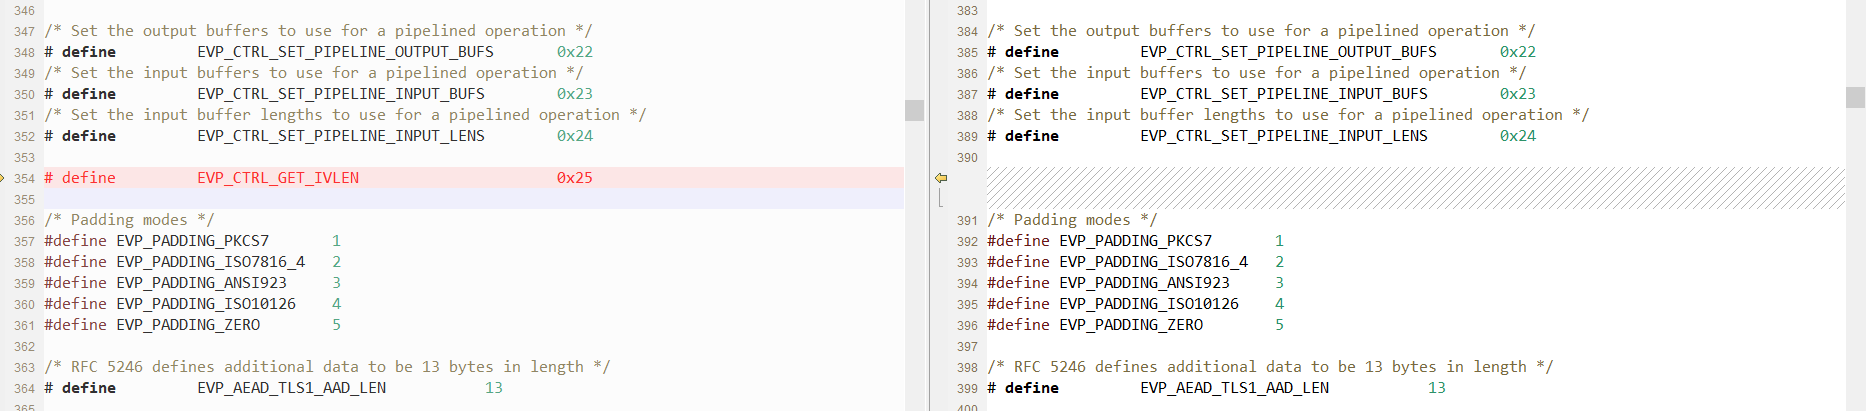 346
347 /* Set the output buffers to use for a pipelined operation */
348 # define         EVP_CTRL_SET_PIPELINE_OUTPUT_BUFS       0x22
349 /* Set the input buffers to use for a pipelined operation */
350 # define         EVP_CTRL_SET_PIPELINE_INPUT_BUFS        0x23
351 /* Set the input buffer lengths to use for a pipelined operation */
352 # define         EVP_CTRL_SET_PIPELINE_INPUT_LENS        0x24
353
354 # define         EVP_CTRL_GET_IVLEN                      0x25
355
356 /* Padding modes */
357 #define EVP_PADDING_PKCS7       1
358 #define EVP_PADDING_ISO7816_4   2
359 #define EVP_PADDING_ANSI923     3
360 #define EVP_PADDING_ISO10126    4
361 #define EVP_PADDING_ZERO        5
362
363 /* RFC 5246 defines additional data to be 13 bytes in length */
364 # define         EVP_AEAD_TLS1_AAD_LEN           13
365
383
384 /* Set the output buffers to use for a pipelined operation */
385 # define         EVP_CTRL_SET_PIPELINE_OUTPUT_BUFS       0x22
386 /* Set the input buffers to use for a pipelined operation */
387 # define         EVP_CTRL_SET_PIPELINE_INPUT_BUFS        0x23
388 /* Set the input buffer lengths to use for a pipelined operation */
389 # define         EVP_CTRL_SET_PIPELINE_INPUT_LENS        0x24
390
391 /* Padding modes */
392 #define EVP_PADDING_PKCS7       1
393 #define EVP_PADDING_ISO7816_4   2
394 #define EVP_PADDING_ANSI923     3
395 #define EVP_PADDING_ISO10126    4
396 #define EVP_PADDING_ZERO        5
397
398 /* RFC 5246 defines additional data to be 13 bytes in length */
399 # define         EVP_AEAD_TLS1_AAD_LEN           13
400